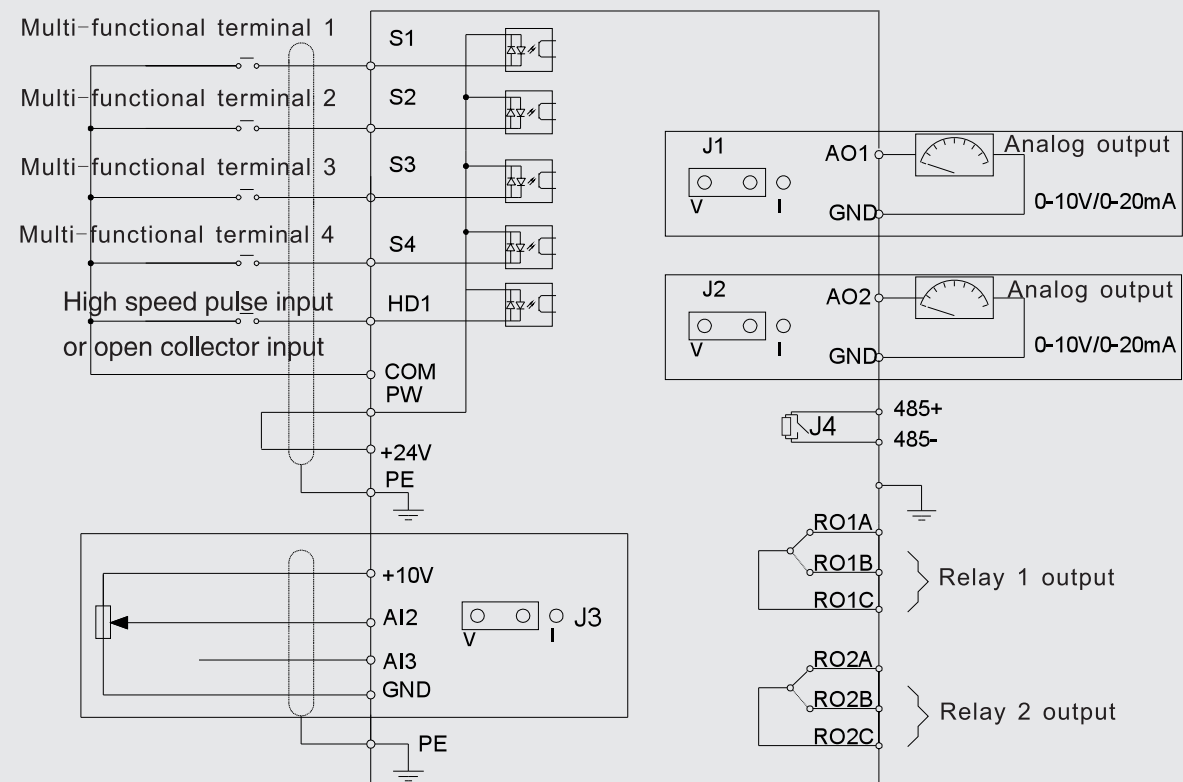 Multi-functional terminal 1
S1
Multi-functional terminal 2
S2
Multi-functional terminal 3
S3
Multi-functional terminal 4
S4
High speed pulse input
or open collector input
HD1
COM
PW
+24V
PE
+10V
AI2
AI3
GND
V
I
J3
PE
J1
V
I
AO1
GND
Analog output
0-10V/0-20mA
J2
V
I
AO2
GND
Analog output
0-10V/0-20mA
J4
485+
485-
RO1A
RO1B
RO1C
Relay 1 output
RO2A
RO2B
RO2C
Relay 2 output